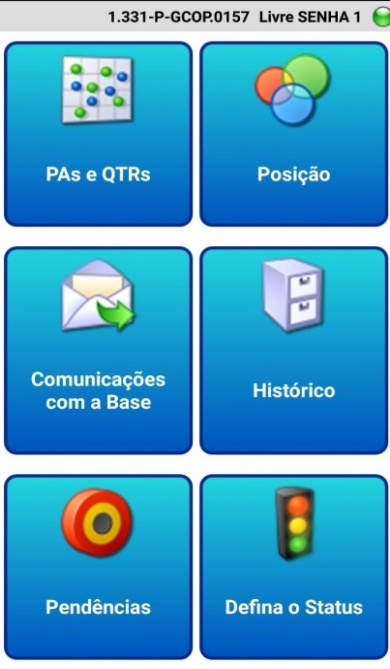 1.331-P-GCOP.0157 Livre SENHA 1
PAs e QTRs
Posição
Comunicações
com a Base
Histórico
Pendências
Defina o Status